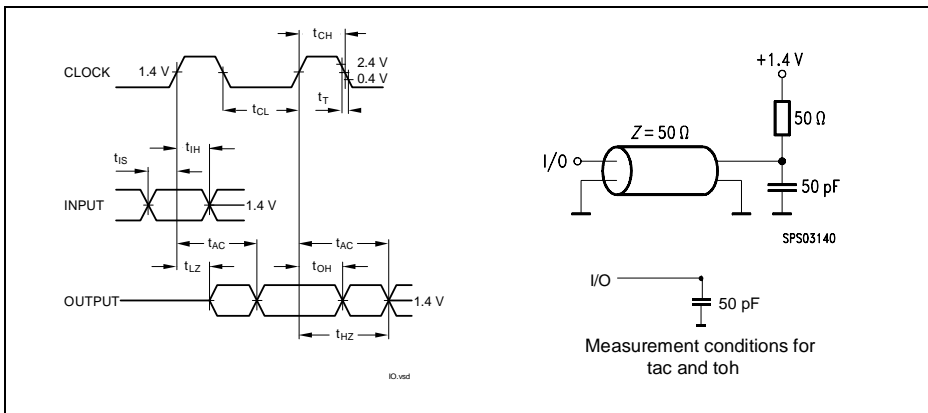 tCH
2.4 V
CLOCK
1.4 V
0.4 V
tT
tCL
tIS
tIH
INPUT
1.4 V
tAC
tAC
tLZ
tOH
OUTPUT
1.4 V
tHZ
IO.vsd
+1.4 V
50 Ω
Z = 50 Ω
I/O
50 pF
SPS03140
I/O
50 pF
Measurement conditions for
tac and toh